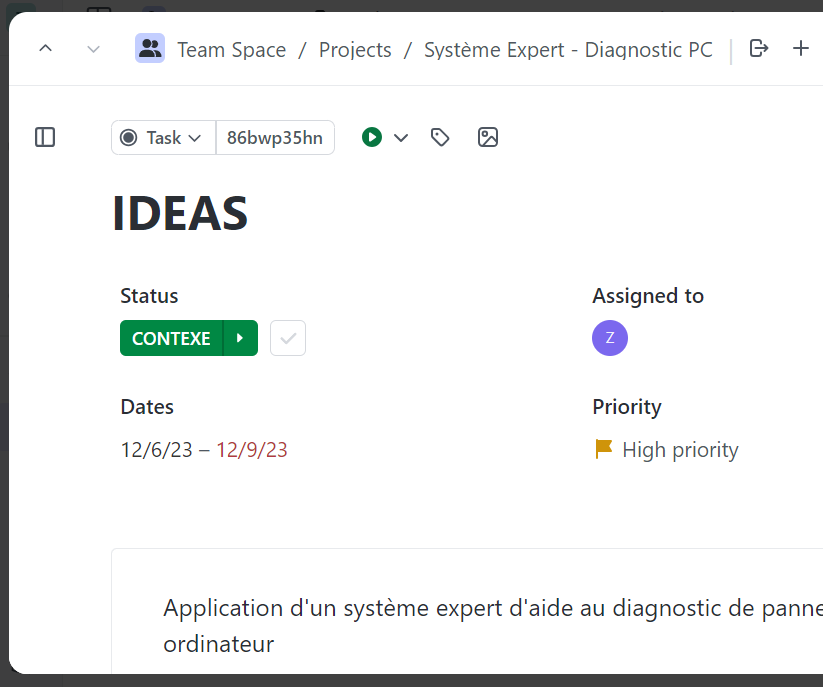 Team Space / Projects / Système Expert - Diagnostic PC
Task 86bwp35hn
IDEAS
Status Assigned to
CONTEXE Z
Dates Priority
12/6/23 – 12/9/23 High priority
Application d'un système expert d'aide au diagnostic de panne
ordinateur